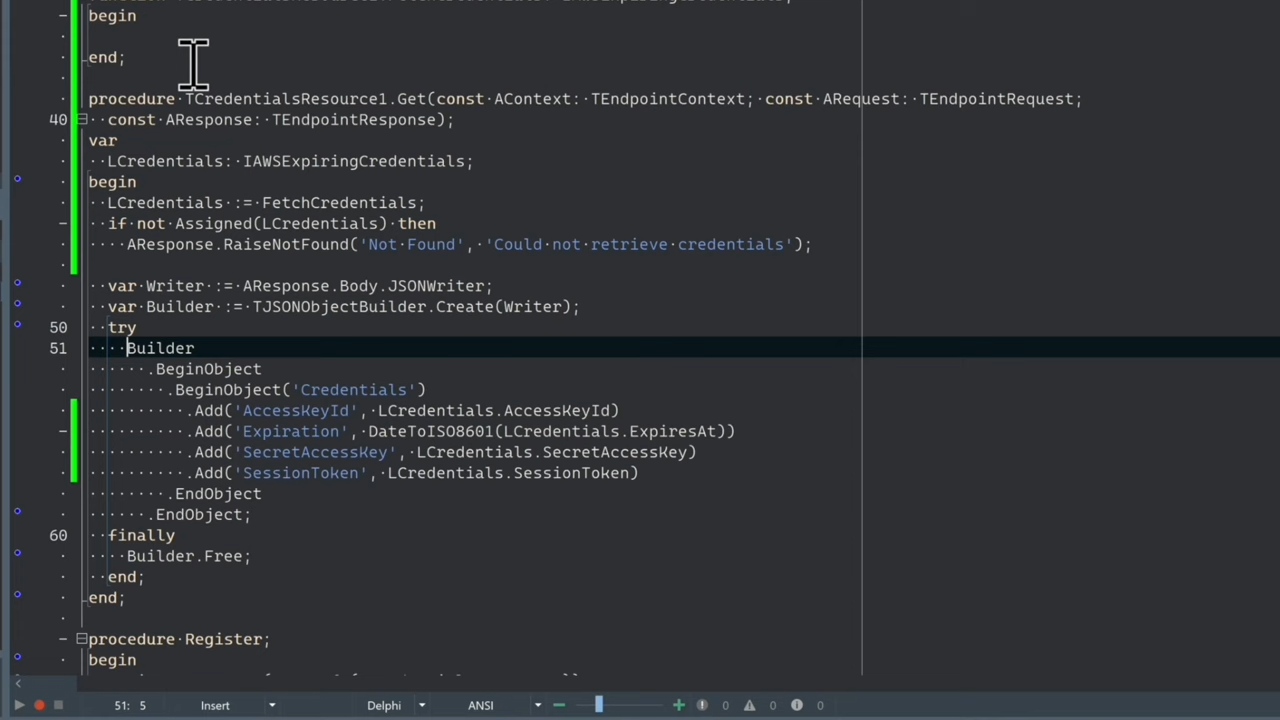 begin
end;
procedure TCredentialsResource1.Get(const AContext: TEndpointContext; const ARequest: TEndpointRequest;
40 const AResponse: TEndpointResponse);
var
LCredentials: IAWSExpiringCredentials;
begin
LCredentials := FetchCredentials;
if not Assigned(LCredentials) then
AResponse.RaiseNotFound('Not Found', 'Could not retrieve credentials');
var Writer := AResponse.Body.JSONWriter;
var Builder := TJSONObjectBuilder.Create(Writer);
50 try
51 Builder
.BeginObject
.BeginObject('Credentials')
.Add('AccessKeyId', LCredentials.AccessKeyId)
.Add('Expiration', DateToISO8601(LCredentials.ExpiresAt))
.Add('SecretAccessKey', LCredentials.SecretAccessKey)
.Add('SessionToken', LCredentials.SessionToken)
.EndObject
.EndObject;
60 finally
Builder.Free;
end;
end;
procedure Register;
begin
51: 5 Insert Delphi ANSI 0 0 0